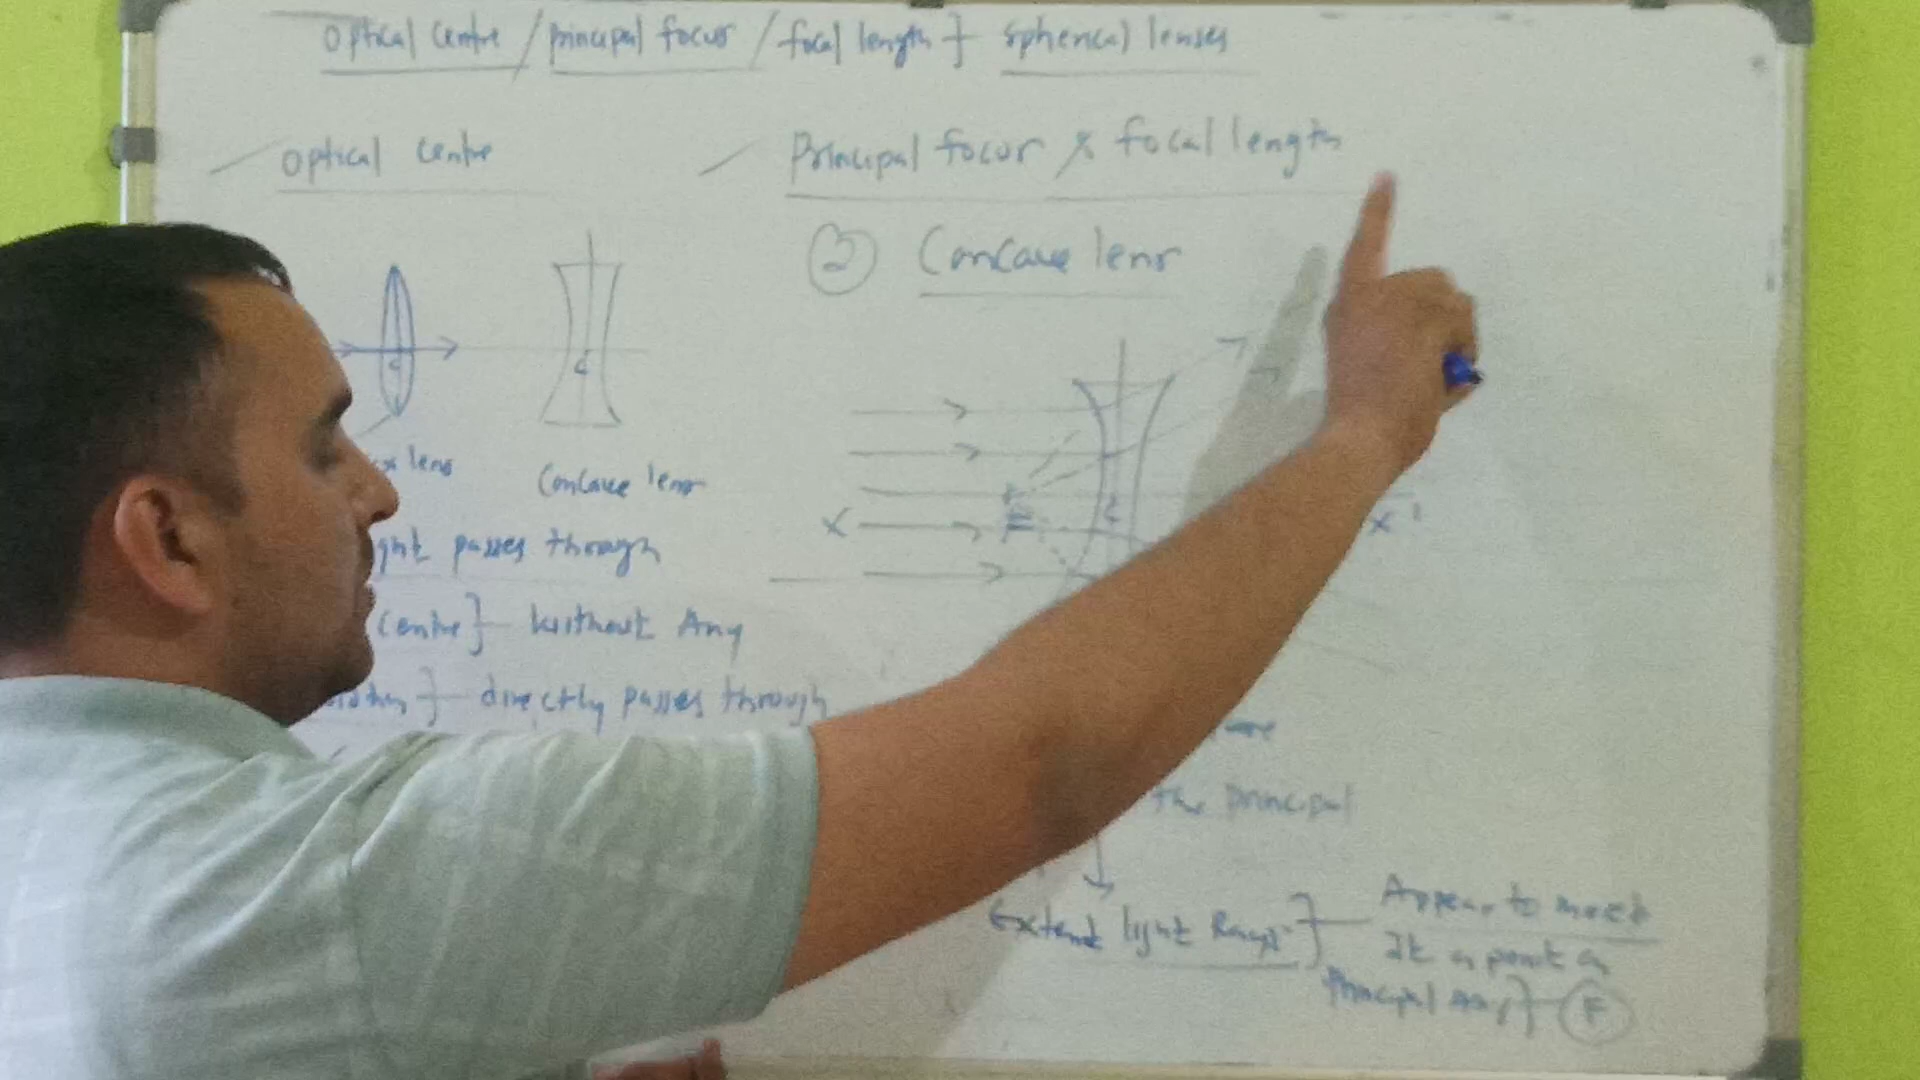 Optical Centre / principal focus / focal length } spherical lenses
Optical Centre
Principal focus & focal length
2 Concave lens
C
C
lens
Concave lens
passes through
Centre } without Any
} directly passes through
X
F
C
X'
the principal
Extend light Rays } Appear to meet
at a point on
Principal Axis } F